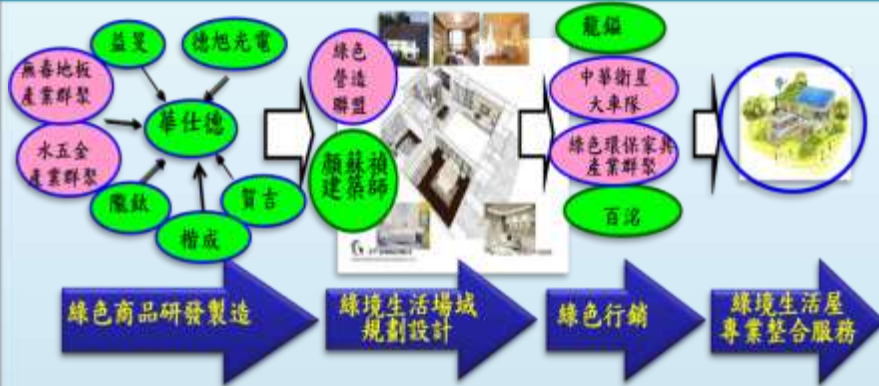 益旻
德旭光電
無毒地板
產業群聚
華仕德
水五金
產業群聚
隴鈦
楷成
賀吉
綠色
營造
聯盟
顏蘇禎
建築師
龍鎰
中華衛星
大車隊
綠色環保家具
產業群聚
百洺
綠色商品研發製造
綠境生活場域
規劃設計
綠色行銷
綠境生活屋
專業整合服務